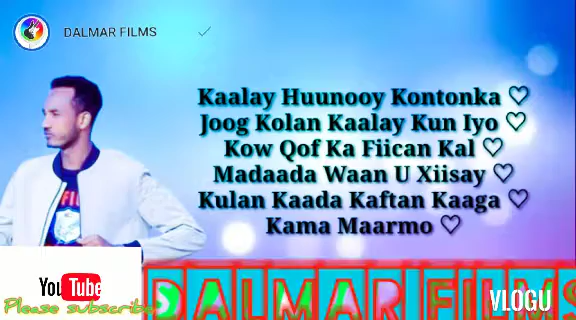 DALMAR FILMS
Kaalay Huunooy Kontonka ♡
Joog Kolan Kaalay Kun Iyo ♡
Kow Qof Ka Fiican Kal ♡
Madaada Waan U Xiisay ♡
Kulan Kaada Kaftan Kaaga ♡
Kama Maarmo ♡
YouTube
Please subscribe
DALMAR FILMS
VLOGU